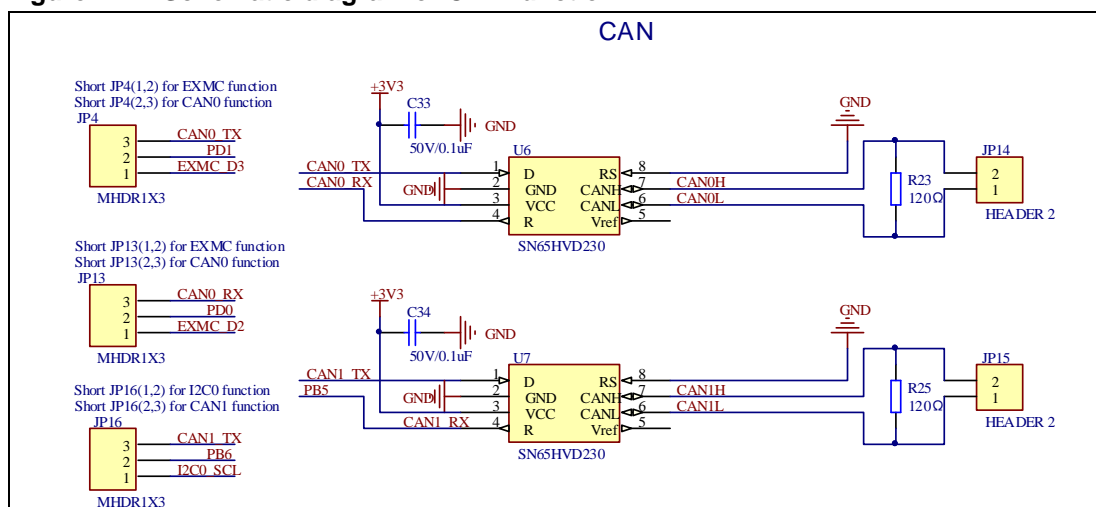 CAN
Short JP4(1,2) for EXMC function
Short JP4(2,3) for CAN0 function
JP4
3 CAN0_TX
2 PD1
1 EXMC_D3
MHDR1X3
Short JP13(1,2) for EXMC function
Short JP13(2,3) for CAN0 function
JP13
3 CAN0_RX
2 PD0
1 EXMC_D2
MHDR1X3
Short JP16(1,2) for I2C0 function
Short JP16(2,3) for CAN1 function
JP16
3 CAN1_TX
2 PB6
1 I2C0_SCL
MHDR1X3
+3V3
C33
GND
50V/0.1uF
U6
CAN0_TX 1 D RS 8
CAN0_RX GND 2 GND CANH 7 CAN0H
3 VCC CANL 6 CAN0L
4 R Vref 5
SN65HVD230
GND
R23
120Ω
JP14
2
1
HEADER 2
+3V3
C34
GND
50V/0.1uF
U7
CAN1_TX 1 D RS 8
PB5 GND 2 GND CANH 7 CAN1H
3 VCC CANL 6 CAN1L
CAN1_RX 4 R Vref 5
SN65HVD230
GND
R25
120Ω
JP15
2
1
HEADER 2